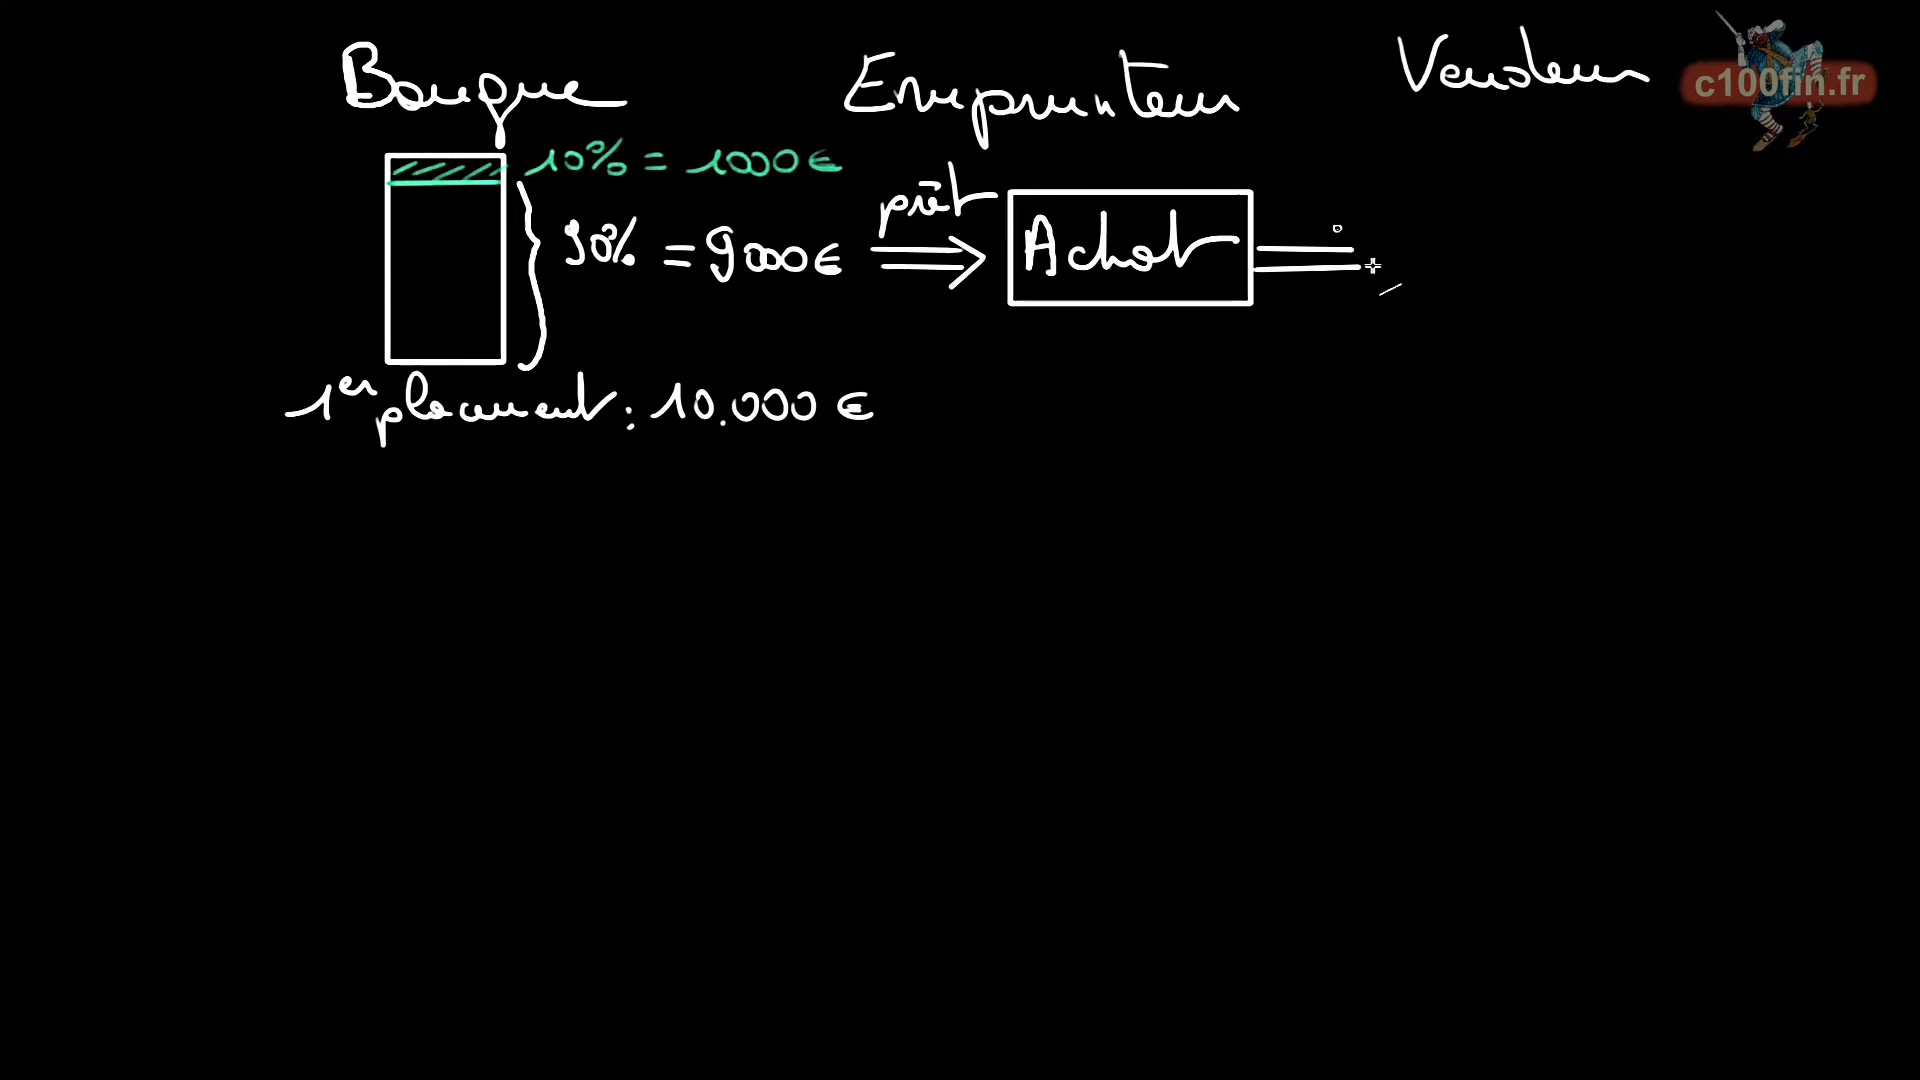 Banque Emprunteur Vendeur
c100fin.fr
10% = 1000 €
prêt
90% = 9000 € Achat
1er placement : 10.000 €